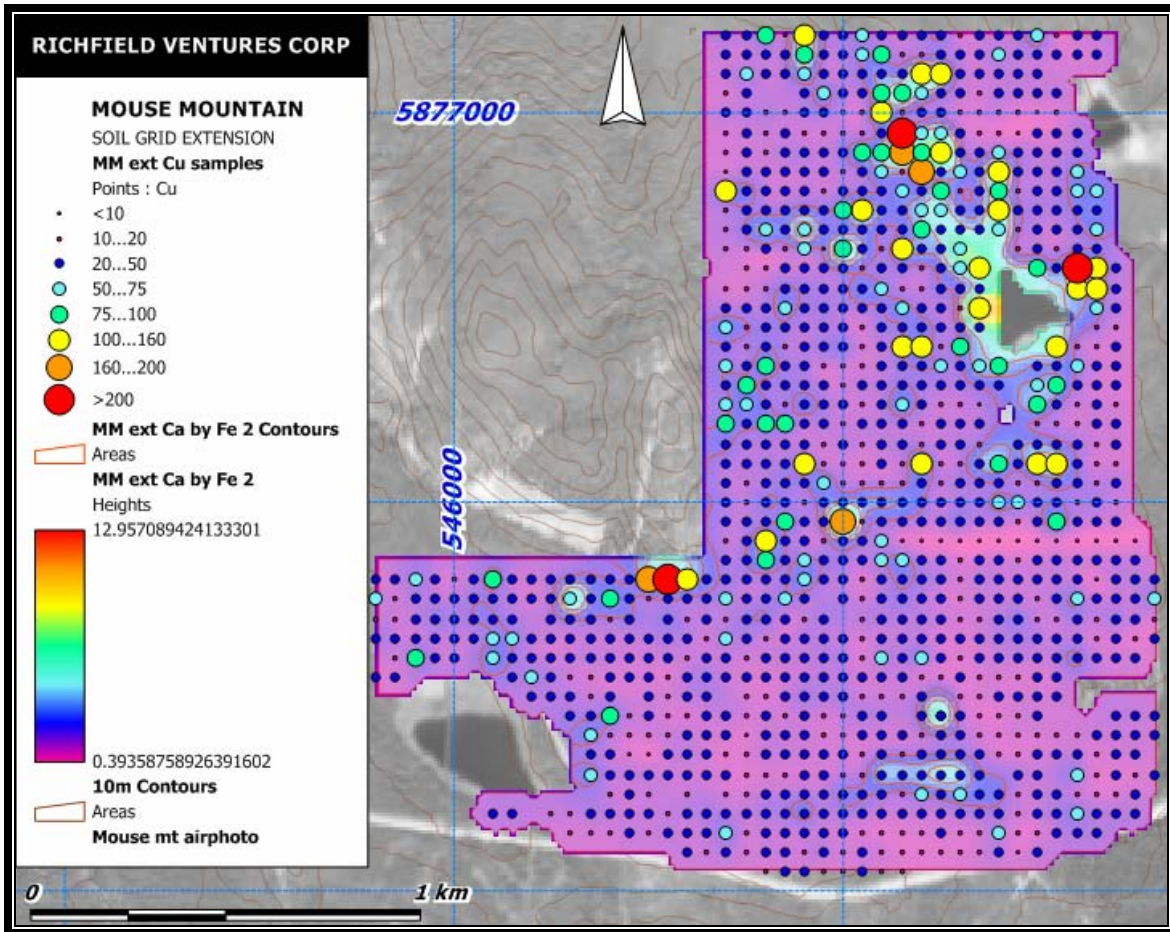 RICHFIELD VENTURES CORP
MOUSE MOUNTAIN
SOIL GRID EXTENSION
MM ext Cu samples
Points : Cu
<10
10...20
20...50
50...75
75...100
100...160
160...200
>200
MM ext Ca by Fe 2 Contours
Areas
MM ext Ca by Fe 2
Heights
12.957089424133301
0.39358758926391602
10m Contours
Areas
Mouse mt airphoto
0
1 km
5877000
546000